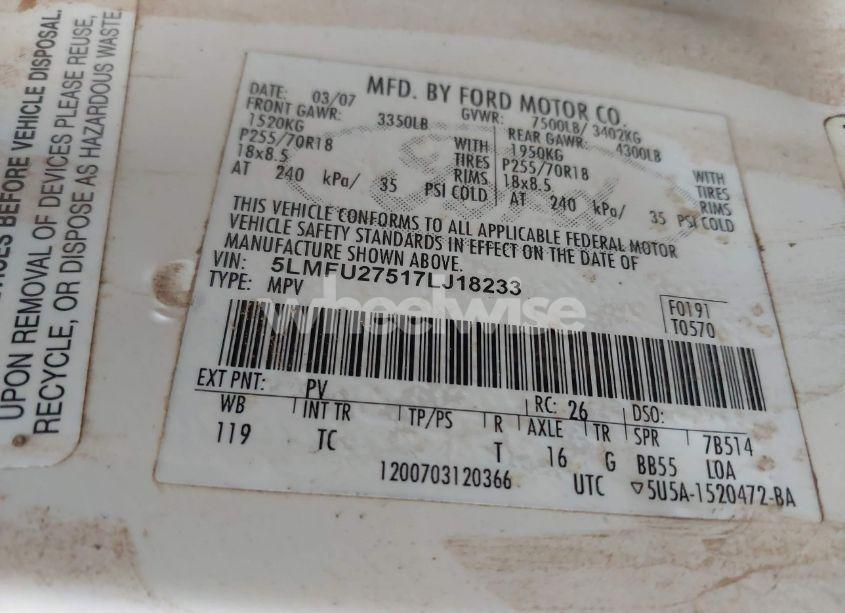 CES BEFORE VEHICLE DISPOSAL.
UPON REMOVAL OF DEVICES PLEASE REUSE,
RECYCLE, OR DISPOSE AS HAZARDOUS WASTE.
MFD. BY FORD MOTOR CO.
DATE: 03/07 GVWR: 7500LB/ 3402KG
FRONT GAWR: 3350LB REAR GAWR: 4300LB
1520KG WITH 1950KG WITH
P255/70R18 TIRES P255/70R18 TIRES
18x8.5 RIMS 18x8.5 RIMS
AT 240 kPa/ 35 PSI COLD AT 240 kPa/ 35 PSI COLD
THIS VEHICLE CONFORMS TO ALL APPLICABLE FEDERAL MOTOR
VEHICLE SAFETY STANDARDS IN EFFECT ON THE DATE OF
MANUFACTURE SHOWN ABOVE.
VIN: 5LMFU27517LJ18233
TYPE: MPV
F0191
T0570
wheelwise
EXT PNT: PV RC: 26 DSO:
WB INT TR TP/PS R AXLE TR SPR 7B514
119 TC T 16 G BB55 LOA
1200703120366 UTC ▽5U5A-1520472-BA